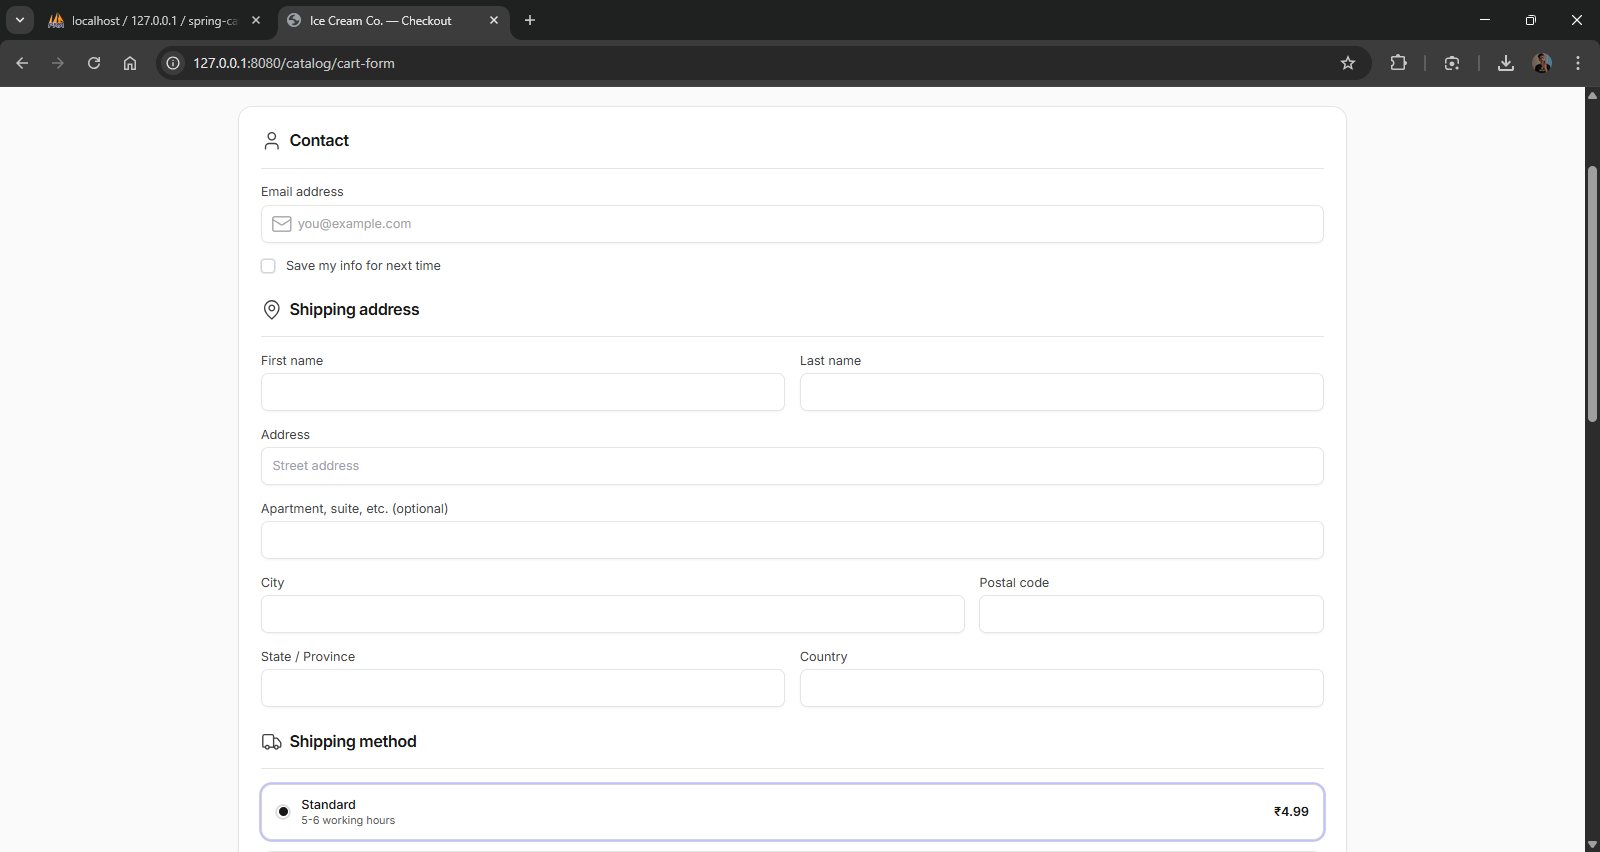 localhost / 127.0.0.1 / spring-ca
Ice Cream Co. — Checkout
127.0.0.1:8080/catalog/cart-form
Contact
Email address
you@example.com
Save my info for next time
Shipping address
First name
Last name
Address
Street address
Apartment, suite, etc. (optional)
City
Postal code
State / Province
Country
Shipping method
Standard
₹4.99
5-6 working hours